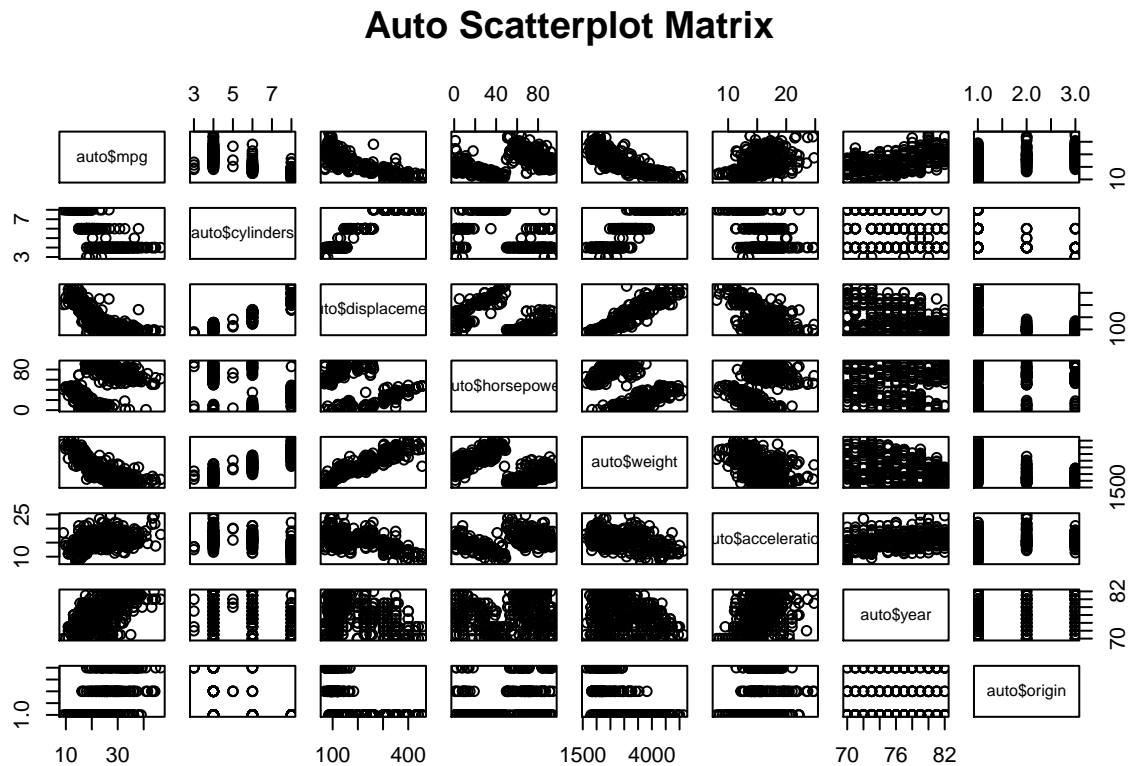 Auto Scatterplot Matrix
3 5 7
0 40 80
10 20
1.0 2.0 3.0
auto$mpg
10
7
3
auto$cylinders
uto$displaceme
100
80
0
uto$horsepowe
auto$weight
1500
25
10
uto$acceleratio
auto$year
82
70
1.0
auto$origin
10 30
100 400
1500 4000
70 76 82